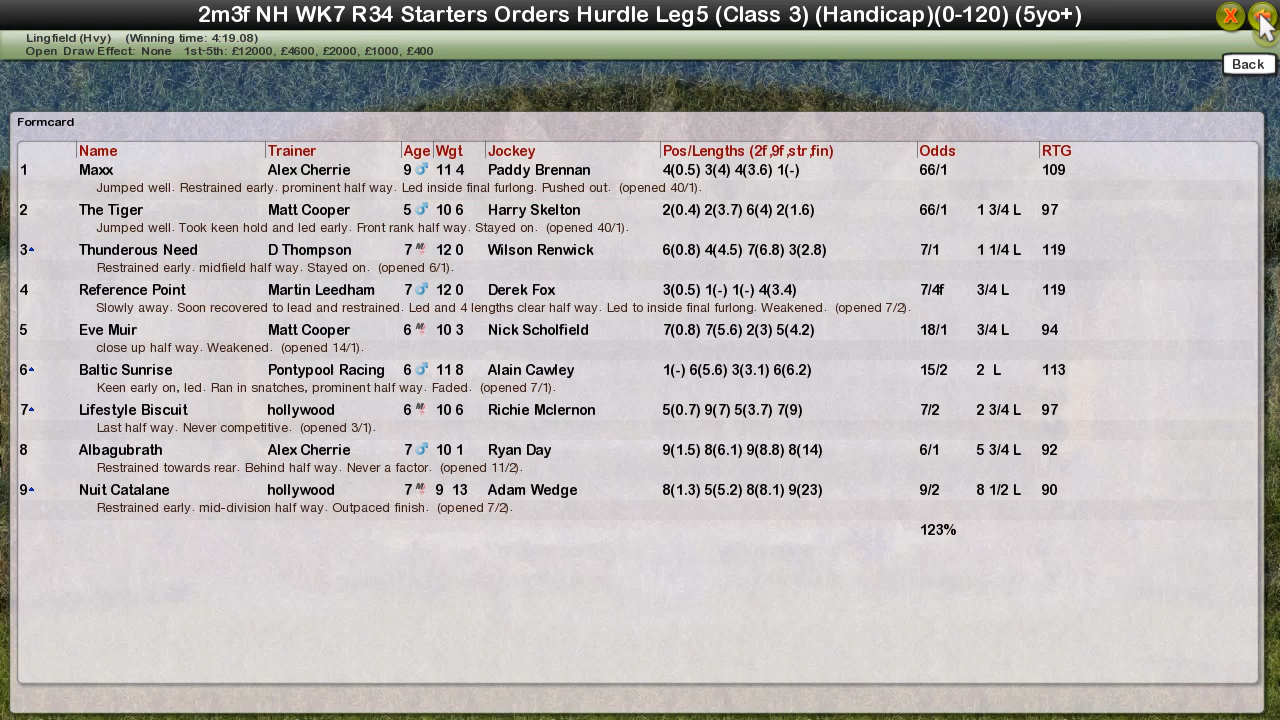 2m3f NH WK7 R34 Starters Orders Hurdle Leg5 (Class 3) (Handicap)(0-120) (5yo+)
X
Lingfield (Hvy) (Winning time: 4:19.08)
Open Draw Effect: None 1st-5th: £12000, £4600, £2000, £1000, £400
Back
Formcard
Name Trainer Age Wgt Jockey Pos/Lengths (2f,9f,str,fin) Odds RTG
1 Maxx Alex Cherrie 9 11 4 Paddy Brennan 4(0.5) 3(4) 4(3.6) 1(-) 66/1 109
Jumped well. Restrained early. prominent half way. Led inside final furlong. Pushed out. (opened 40/1).
2 The Tiger Matt Cooper 5 10 6 Harry Skelton 2(0.4) 2(3.7) 6(4) 2(1.6) 66/1 1 3/4 L 97
Jumped well. Took keen hold and led early. Front rank half way. Stayed on. (opened 40/1).
3 Thunderous Need D Thompson 7 12 0 Wilson Renwick 6(0.8) 4(4.5) 7(6.8) 3(2.8) 7/1 1 1/4 L 119
Restrained early. midfield half way. Stayed on. (opened 6/1).
4 Reference Point Martin Leedham 7 12 0 Derek Fox 3(0.5) 1(-) 1(-) 4(3.4) 7/4f 3/4 L 119
Slowly away. Soon recovered to lead and restrained. Led and 4 lengths clear half way. Led to inside final furlong. Weakened. (opened 7/2).
5 Eve Muir Matt Cooper 6 10 3 Nick Scholfield 7(0.8) 7(5.6) 2(3) 5(4.2) 18/1 3/4 L 94
close up half way. Weakened. (opened 14/1).
6 Baltic Sunrise Pontypool Racing 6 11 8 Alain Cawley 1(-) 6(5.6) 3(3.1) 6(6.2) 15/2 2 L 113
Keen early on, led. Ran in snatches, prominent half way. Faded. (opened 7/1).
7 Lifestyle Biscuit hollywood 6 10 6 Richie Mclernon 5(0.7) 9(7) 5(3.7) 7(9) 7/2 2 3/4 L 97
Last half way. Never competitive. (opened 3/1).
8 Albagubrath Alex Cherrie 7 10 1 Ryan Day 9(1.5) 8(6.1) 9(8.8) 8(14) 6/1 5 3/4 L 92
Restrained towards rear. Behind half way. Never a factor. (opened 11/2).
9 Nuit Catalane hollywood 7 9 13 Adam Wedge 8(1.3) 5(5.2) 8(8.1) 9(23) 9/2 8 1/2 L 90
Restrained early. mid-division half way. Outpaced finish. (opened 7/2).
123%